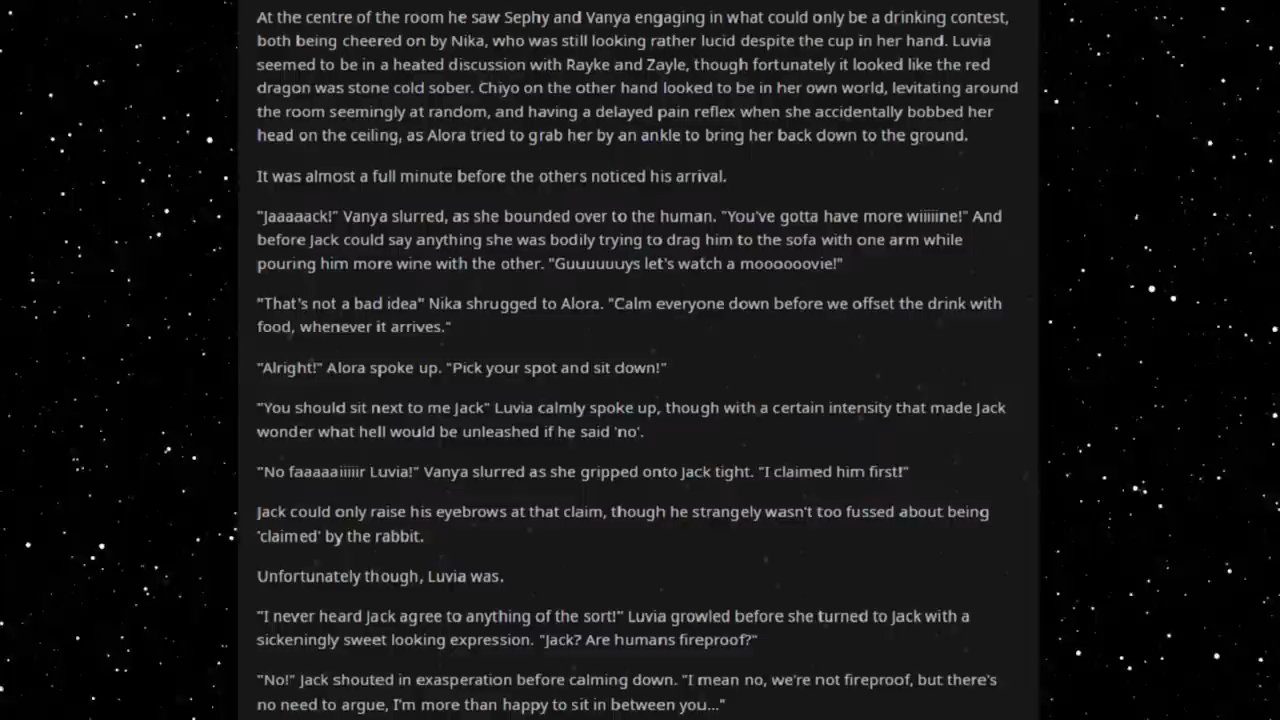 At the centre of the room he saw Sephy and Vanya engaging in what could only be a drinking contest,
both being cheered on by Nika, who was still looking rather lucid despite the cup in her hand. Luvia
seemed to be in a heated discussion with Rayke and Zayle, though fortunately it looked like the red
dragon was stone cold sober. Chiyo on the other hand looked to be in her own world, levitating around
the room seemingly at random, and having a delayed pain reflex when she accidentally bobbed her
head on the ceiling, as Alora tried to grab her by an ankle to bring her back down to the ground.
It was almost a full minute before the others noticed his arrival.
"Jaaaaack!" Vanya slurred, as she bounded over to the human. "You've gotta have more wiiiiine!" And
before Jack could say anything she was bodily trying to drag him to the sofa with one arm while
pouring him more wine with the other. "Guuuuuuys let's watch a moooooovie!"
"That's not a bad idea" Nika shrugged to Alora. "Calm everyone down before we offset the drink with
food, whenever it arrives."
"Alright!" Alora spoke up. "Pick your spot and sit down!"
"You should sit next to me Jack" Luvia calmly spoke up, though with a certain intensity that made Jack
wonder what hell would be unleashed if he said 'no'.
"No faaaaaiiiiir Luvia!" Vanya slurred as she gripped onto Jack tight. "I claimed him first!"
Jack could only raise his eyebrows at that claim, though he strangely wasn't too fussed about being
'claimed' by the rabbit.
Unfortunately though, Luvia was.
"I never heard Jack agree to anything of the sort!" Luvia growled before she turned to Jack with a
sickeningly sweet looking expression. "Jack? Are humans fireproof?"
"No!" Jack shouted in exasperation before calming down. "I mean no, we're not fireproof, but there's
no need to argue, I'm more than happy to sit in between you..."